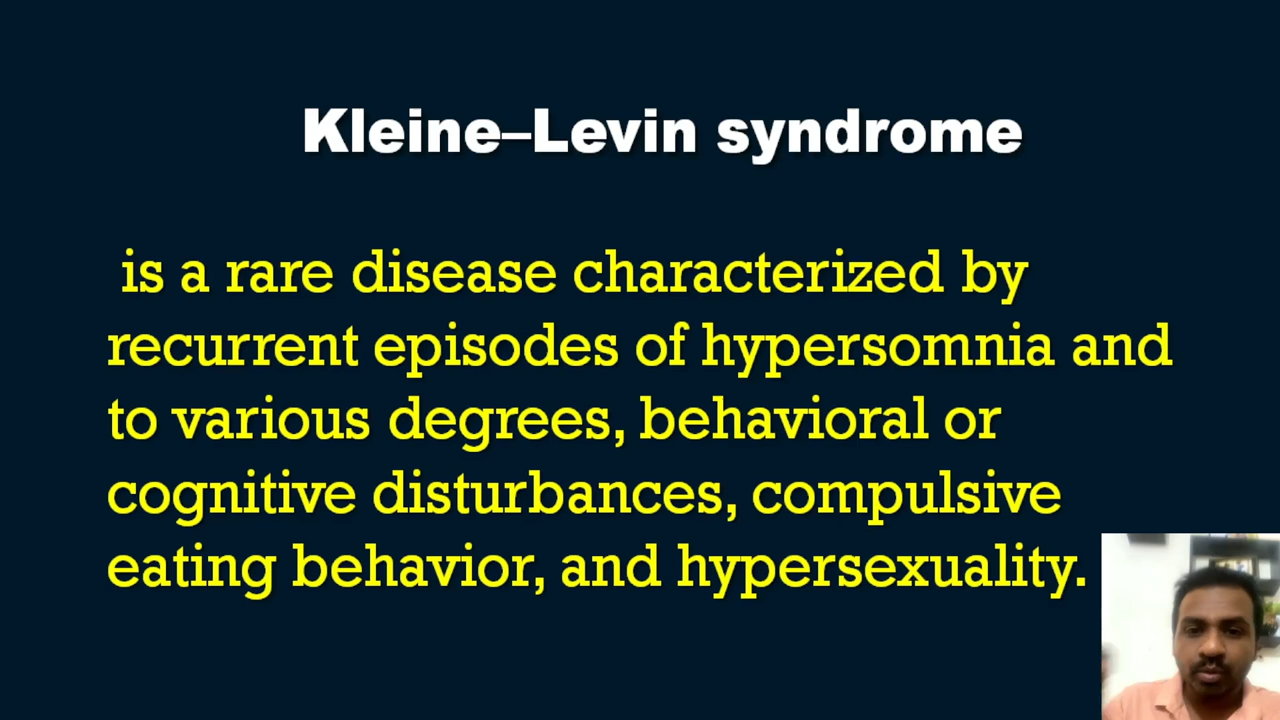 Kleine–Levin syndrome
is a rare disease characterized by
recurrent episodes of hypersomnia and
to various degrees, behavioral or
cognitive disturbances, compulsive
eating behavior, and hypersexuality.